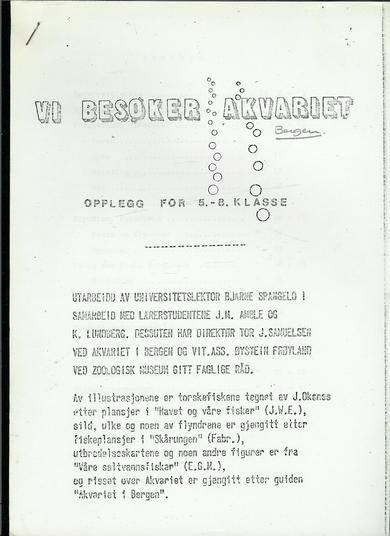 VI BESØKER AKVARIET
Bergen.
OPPLEGG FOR 5.-8. KLASSE
UTARBEIDD AV UNIVERSITETSLEKTOR BJARNE SPANGELO I
SAMARBEID MED LÆRERSTUDENTENE J.M. AMBLE OG
K. LUNDBERG. DESSUTEN HAR DIREKTØR TOR J. SAMUELSEN
VED AKVARIET I BERGEN OG VIT.ASS. ØYSTEIN FRØYLAND
VED ZOOLOGISK MUSEUM GITT FAGLIGE RÅD.
Av illustrasjonene er torskefiskene tegnet av J.Økenes
etter plansjer i "Havet og våre fisker" (J.W.E.),
sild, ulke og noen av flyndrene er gjengitt etter
fiskeplansjer i "Skårungen" (Fabr.),
utbredelseskartene og noen andre figurer er fra
"Våre saltvannsfisker" (E.G.M.),
og risset over Akvariet er gjengitt etter guiden
"Akvariet i Bergen".